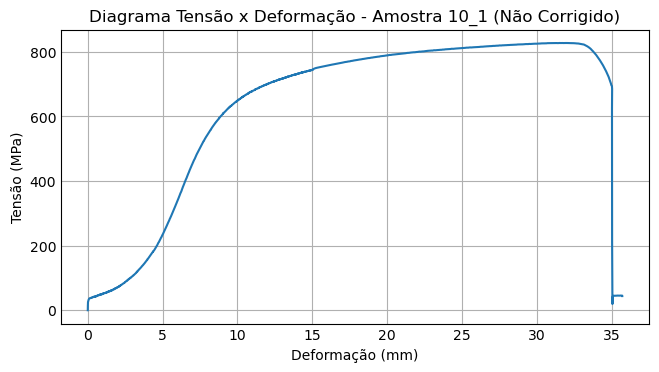 Diagrama Tensão x Deformação - Amostra 10_1 (Não Corrigido)
800
600
400
200
0
Tensão (MPa)
0 5 10 15 20 25 30 35
Deformação (mm)